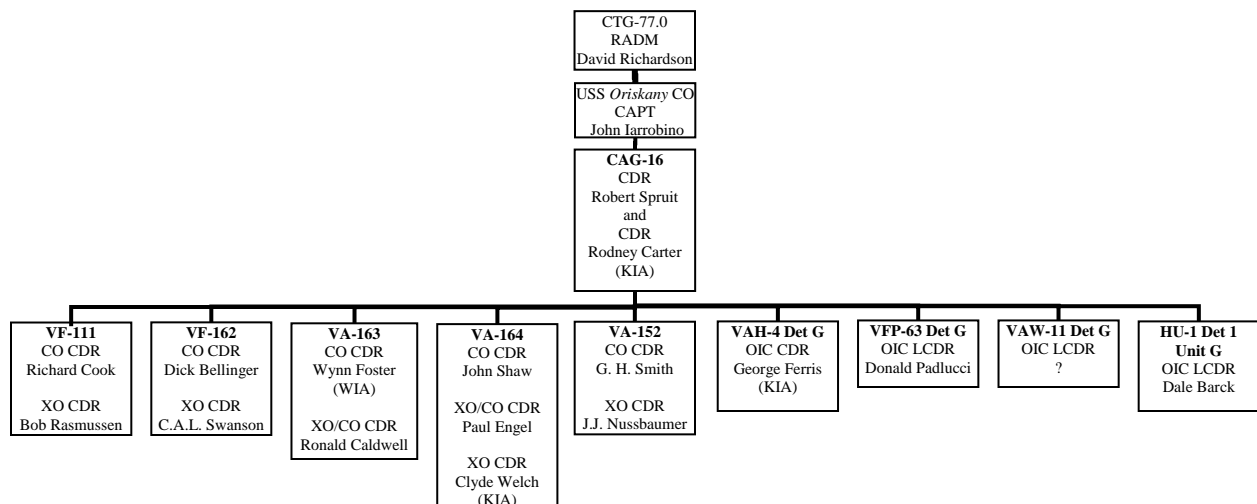 CTG-77.0
RADM
David Richardson
USS Oriskany CO
CAPT
John Iarrobino
CAG-16
CDR
Robert Spruit
and
CDR
Rodney Carter
(KIA)
VF-111
CO CDR
Richard Cook
XO CDR
Bob Rasmussen
VF-162
CO CDR
Dick Bellinger
XO CDR
C.A.L. Swanson
VA-163
CO CDR
Wynn Foster
(WIA)
XO/CO CDR
Ronald Caldwell
VA-164
CO CDR
John Shaw
XO/CO CDR
Paul Engel
XO CDR
Clyde Welch
(KIA)
VA-152
CO CDR
G. H. Smith
XO CDR
J.J. Nussbaumer
VAH-4 Det G
OIC CDR
George Ferris
(KIA)
VFP-63 Det G
OIC LCDR
Donald Padlucci
VAW-11 Det G
OIC LCDR
?
HU-1 Det 1
Unit G
OIC LCDR
Dale Barck